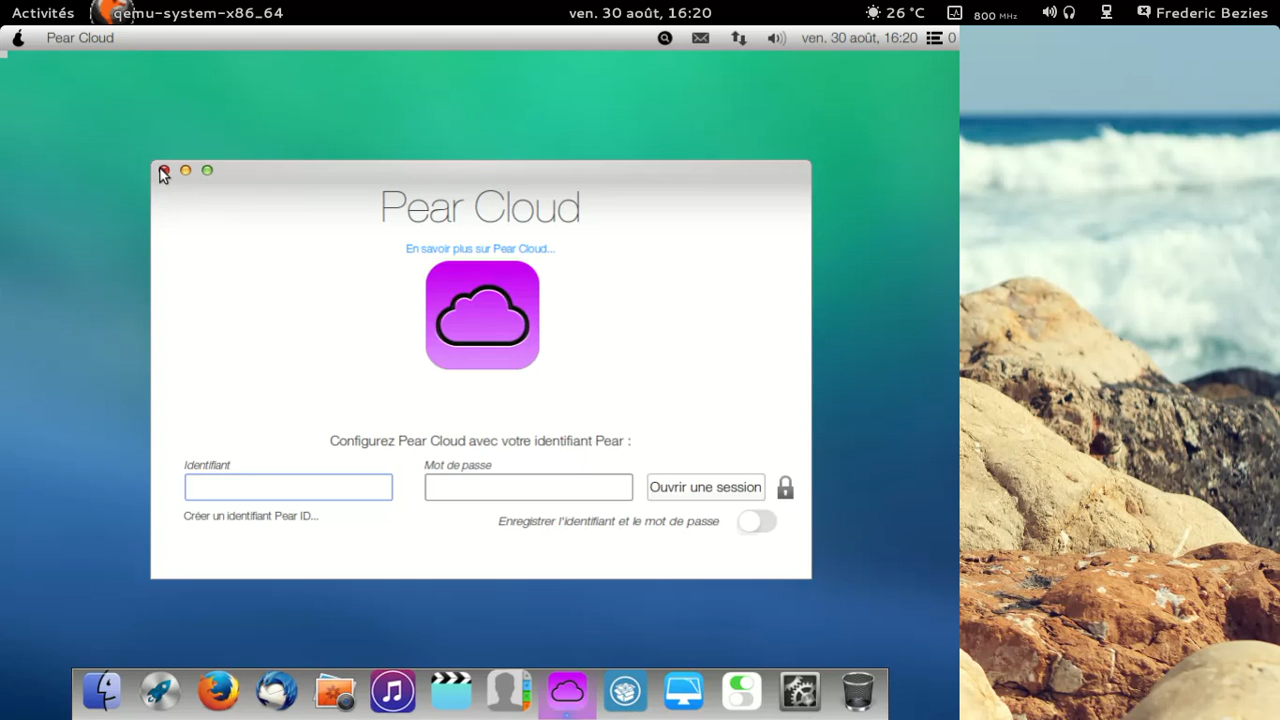 Activités qemu-system-x86_64 ven. 30 août, 16:20 26 °C 800 MHz Frederic Bezies
Pear Cloud ven. 30 août, 16:20 0
Pear Cloud
En savoir plus sur Pear Cloud...
Configurez Pear Cloud avec votre identifiant Pear :
Identifiant Mot de passe
Ouvrir une session
Créer un identifiant Pear ID...
Enregistrer l'identifiant et le mot de passe